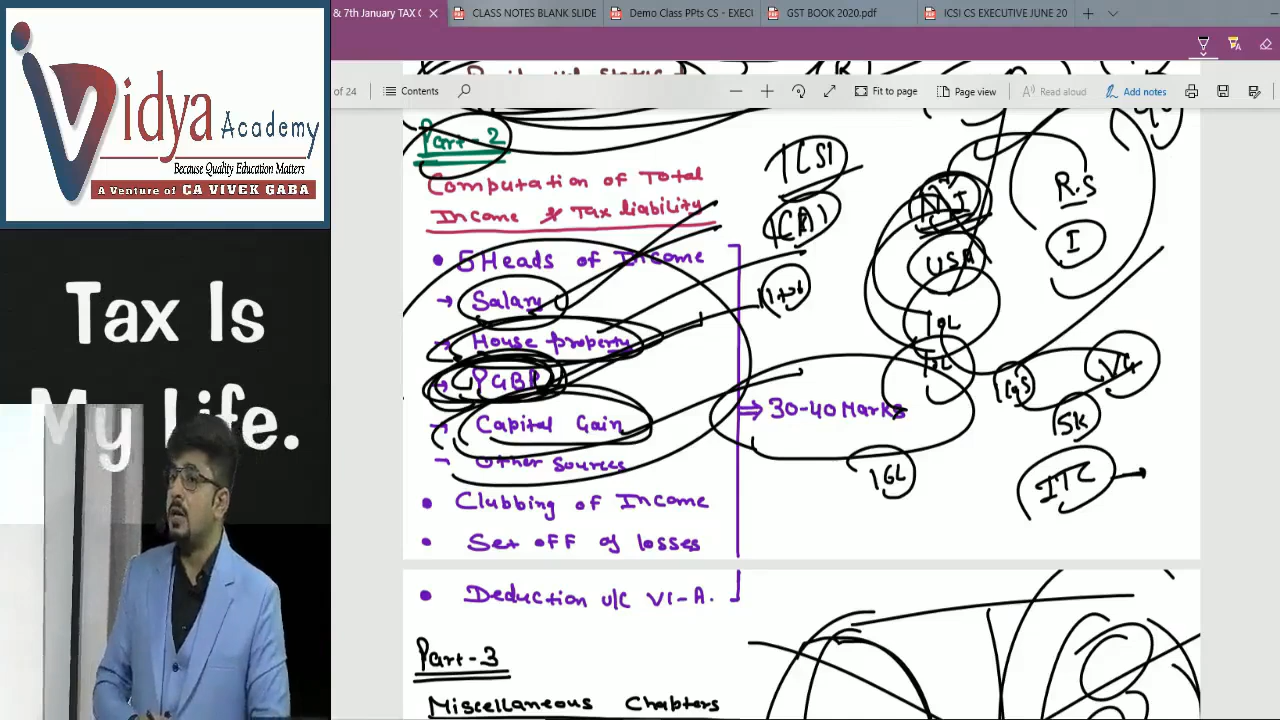 & 7th January TAX C
CLASS NOTES BLANK SLIDE
Demo Class PPts CS - EXECU
GST BOOK 2020.pdf
ICSI CS EXECUTIVE JUNE 20
of 24
Contents
Fit to page
Page view
Read aloud
Add notes
Vidya Academy
Because Quality Education Matters
A Venture of CA VIVEK GABA
Tax Is
My Life.
Part-2
Computation of Total
Income & Tax liability
• 5 Heads of Income
→ Salary
→ House property
→ PGBP
→ Capital Gain
Other sources
⇒ 30-40 Marks
• Clubbing of Income
• Set off of losses
• Deduction u/c VI-A.
Part-3
Miscellaneous Chapters
ICSI
ICAI
R.S
I
USA
IGL
VG
SK
ITC →
IGL